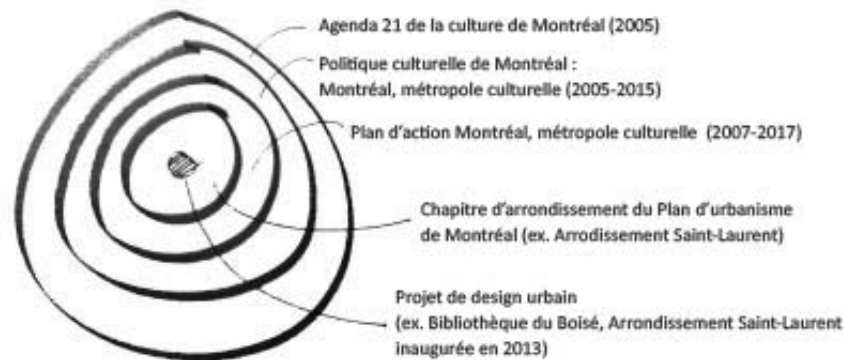 Agenda 21 de la culture de Montréal (2005)
Politique culturelle de Montréal :
Montréal, métropole culturelle (2005-2015)
Plan d'action Montréal, métropole culturelle (2007-2017)
Chapitre d'arrondissement du Plan d'urbanisme
de Montréal (ex. Arrodissement Saint-Laurent)
Projet de design urbain
(ex. Bibliothèque du Boisé, Arrondissement Saint-Laurent
inaugurée en 2013)